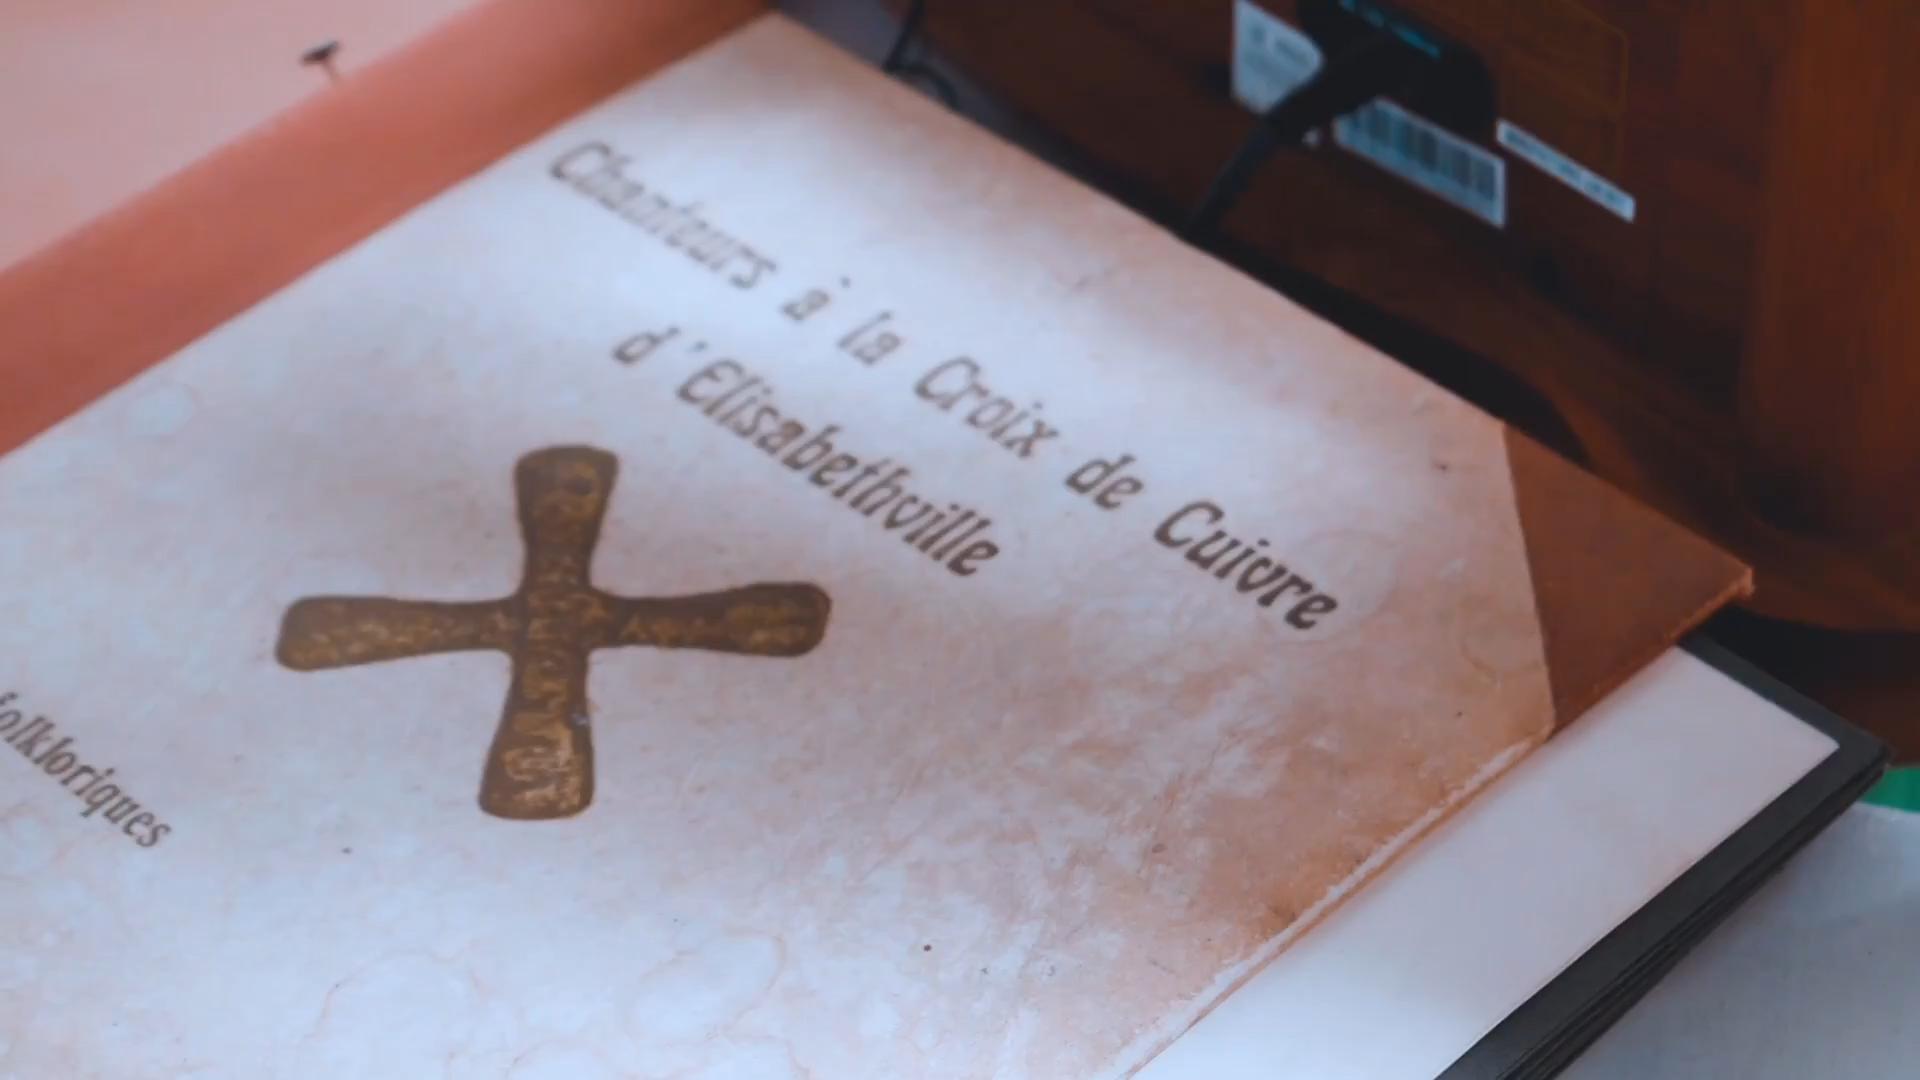 Chanteurs à la Croix de Cuivre
d'Elisabethville
folkloriques